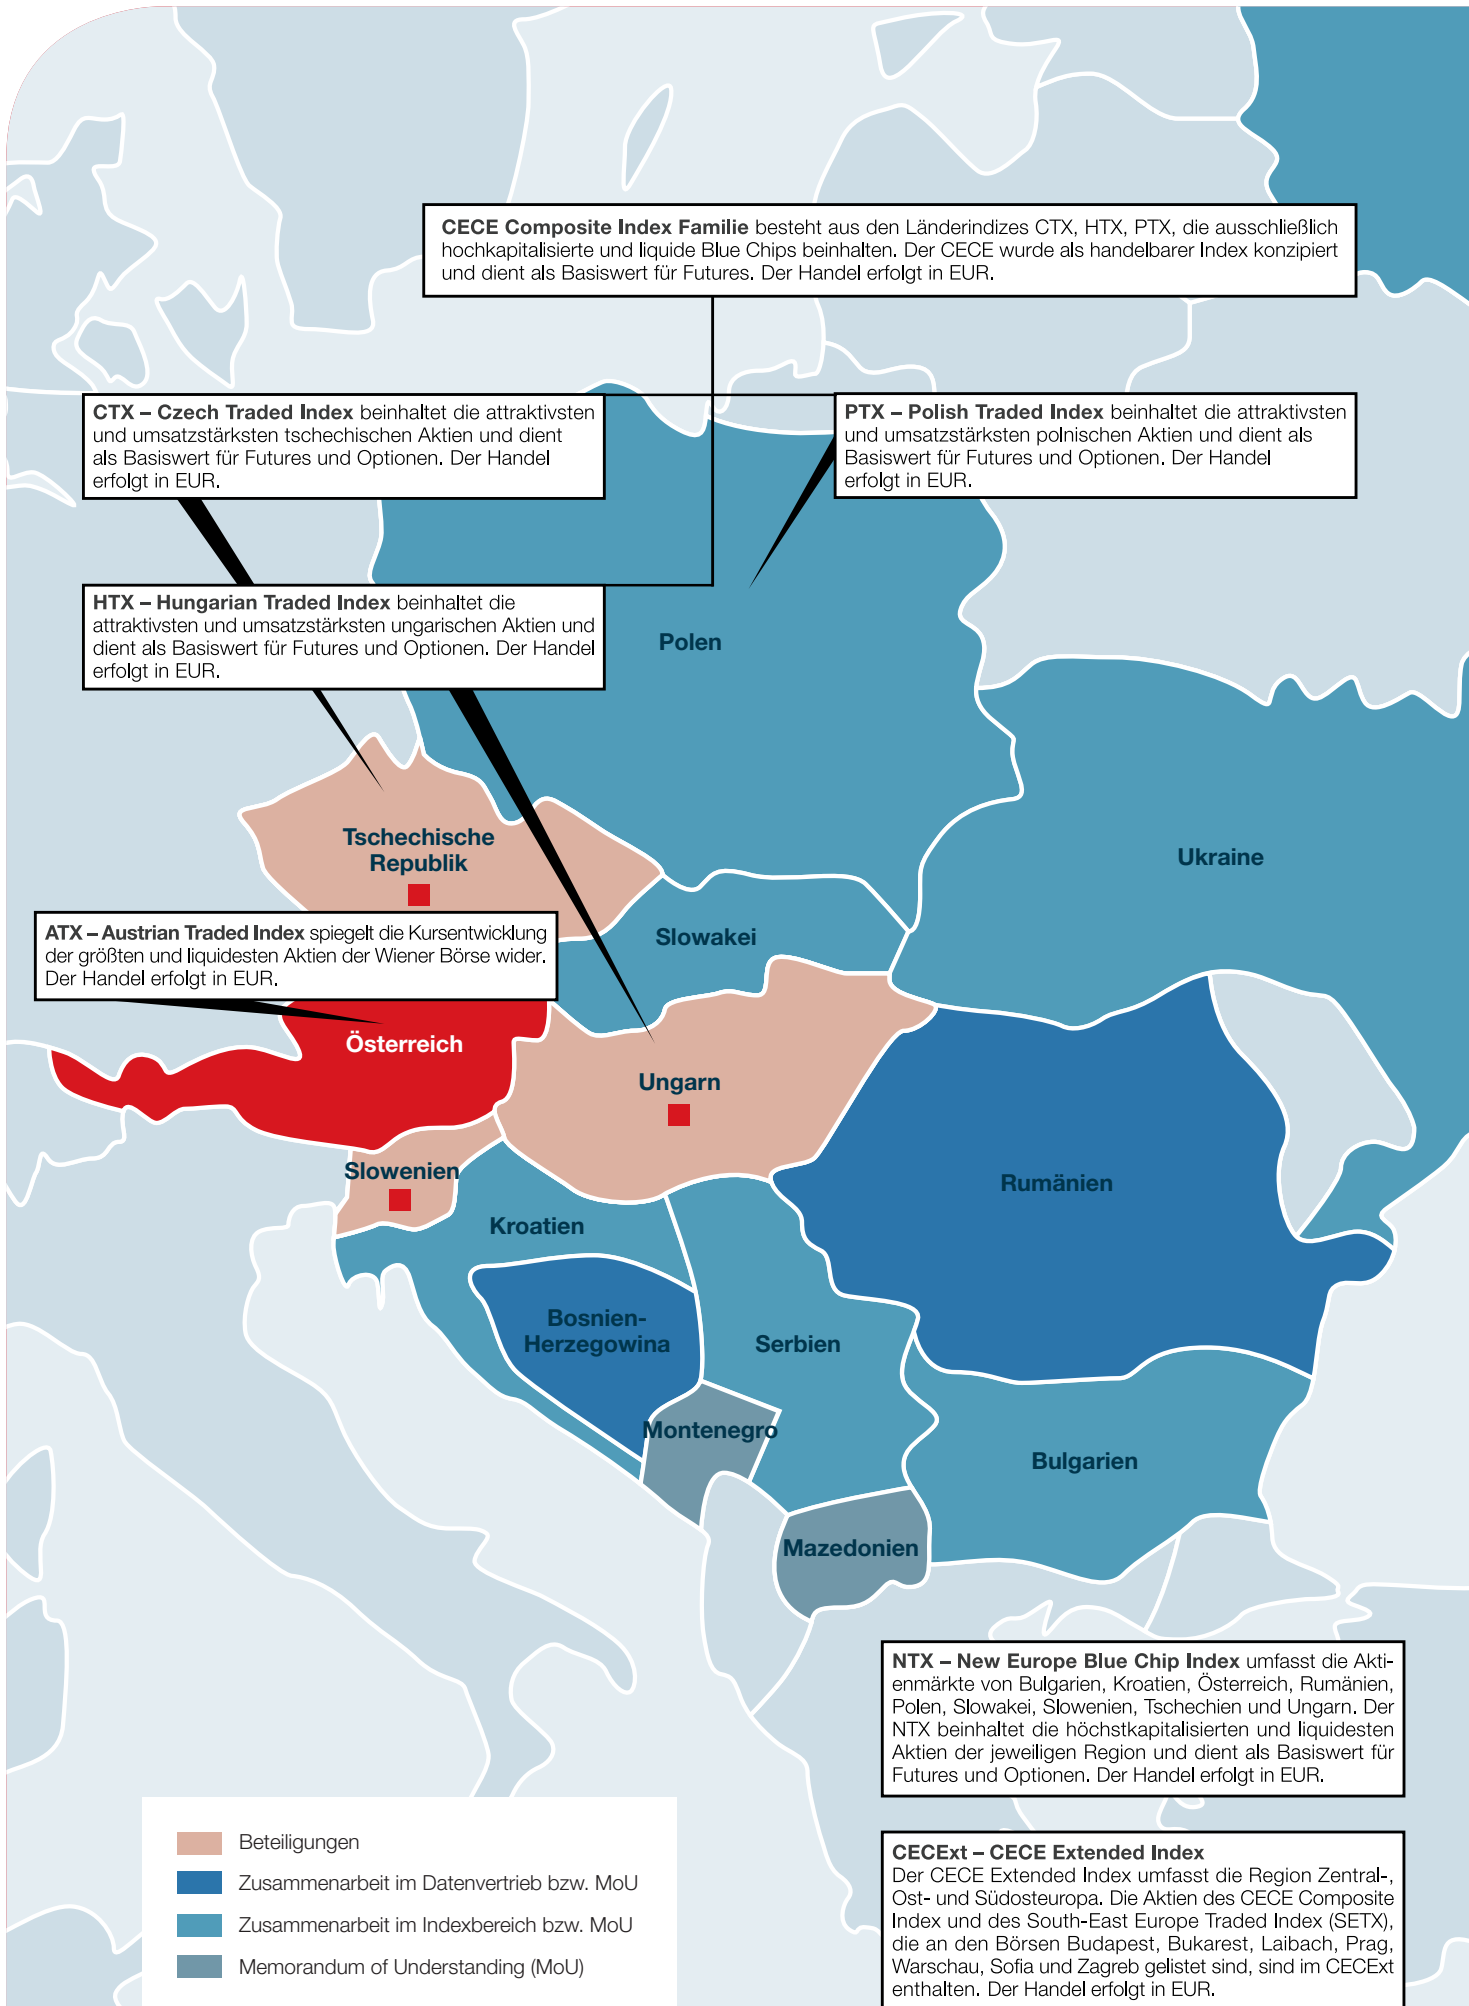 CECE Composite Index Familie besteht aus den Länderindizes CTX, HTX, PTX, die ausschließlich
hochkapitalisierte und liquide Blue Chips beinhalten. Der CECE wurde als handelbarer Index konzipiert
und dient als Basiswert für Futures. Der Handel erfolgt in EUR.
CTX – Czech Traded Index beinhaltet die attraktivsten
und umsatzstärksten tschechischen Aktien und dient
als Basiswert für Futures und Optionen. Der Handel
erfolgt in EUR.
PTX – Polish Traded Index beinhaltet die attraktivsten
und umsatzstärksten polnischen Aktien und dient als
Basiswert für Futures und Optionen. Der Handel
erfolgt in EUR.
HTX – Hungarian Traded Index beinhaltet die
attraktivsten und umsatzstärksten ungarischen Aktien und
dient als Basiswert für Futures und Optionen. Der Handel
erfolgt in EUR.
Polen
Tschechische
Republik
Ukraine
ATX – Austrian Traded Index spiegelt die Kursentwicklung
der größten und liquidesten Aktien der Wiener Börse wider.
Der Handel erfolgt in EUR.
Slowakei
Österreich
Ungarn
Slowenien
Rumänien
Kroatien
Bosnien-
Herzegowina
Serbien
Montenegro
Bulgarien
Mazedonien
NTX – New Europe Blue Chip Index umfasst die Akti-
enmärkte von Bulgarien, Kroatien, Österreich, Rumänien,
Polen, Slowakei, Slowenien, Tschechien und Ungarn. Der
NTX beinhaltet die höchstkapitalisierten und liquidesten
Aktien der jeweiligen Region und dient als Basiswert für
Futures und Optionen. Der Handel erfolgt in EUR.
Beteiligungen
Zusammenarbeit im Datenvertrieb bzw. MoU
Zusammenarbeit im Indexbereich bzw. MoU
Memorandum of Understanding (MoU)
CECExt – CECE Extended Index
Der CECE Extended Index umfasst die Region Zentral-,
Ost- und Südosteuropa. Die Aktien des CECE Composite
Index und des South-East Europe Traded Index (SETX),
die an den Börsen Budapest, Bukarest, Laibach, Prag,
Warschau, Sofia und Zagreb gelistet sind, sind im CECExt
enthalten. Der Handel erfolgt in EUR.